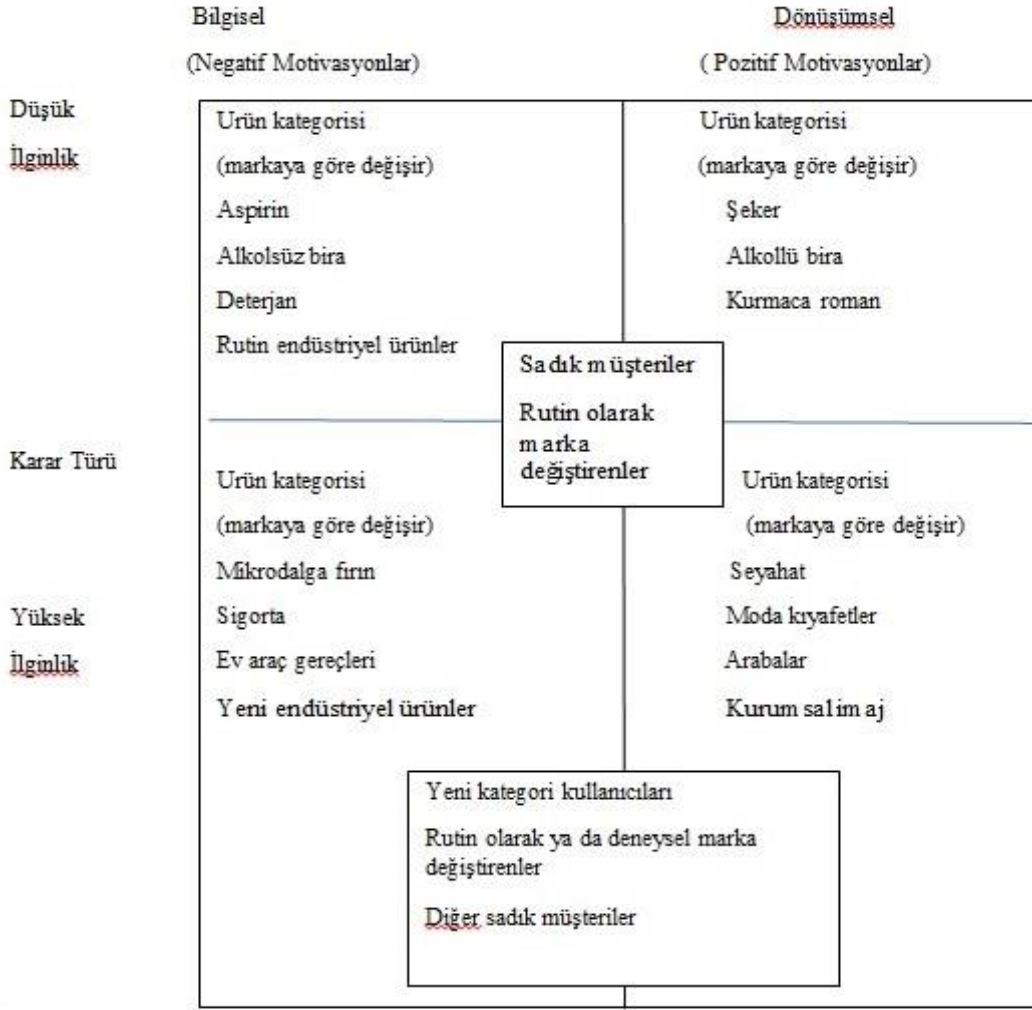 Bilgisel
Dönüşümsel
(Negatif Motivasyonlar)
( Pozitif Motivasyonlar)
Düşük
İlginlik
Urün kategorisi
(markaya göre değişir)
Aspirin
Alkolsüz bira
Deterjan
Rutin endüstriyel ürünler
Urün kategorisi
(markaya göre değişir)
Şeker
Alkollü bira
Kurmaca roman
Sadık müşteriler
Rutin olarak
marka
değiştirenler
Karar Türü
Yüksek
İlginlik
Urün kategorisi
(markaya göre değişir)
Mikrodalga fırın
Sigorta
Ev araç gereçleri
Yeni endüstriyel ürünler
Urün kategorisi
(markaya göre değişir)
Seyahat
Moda kıyafetler
Arabalar
Kurum salim aj
Yeni kategori kullanıcıları
Rutin olarak ya da deneysel marka
değiştirenler
Diğer sadık müşteriler